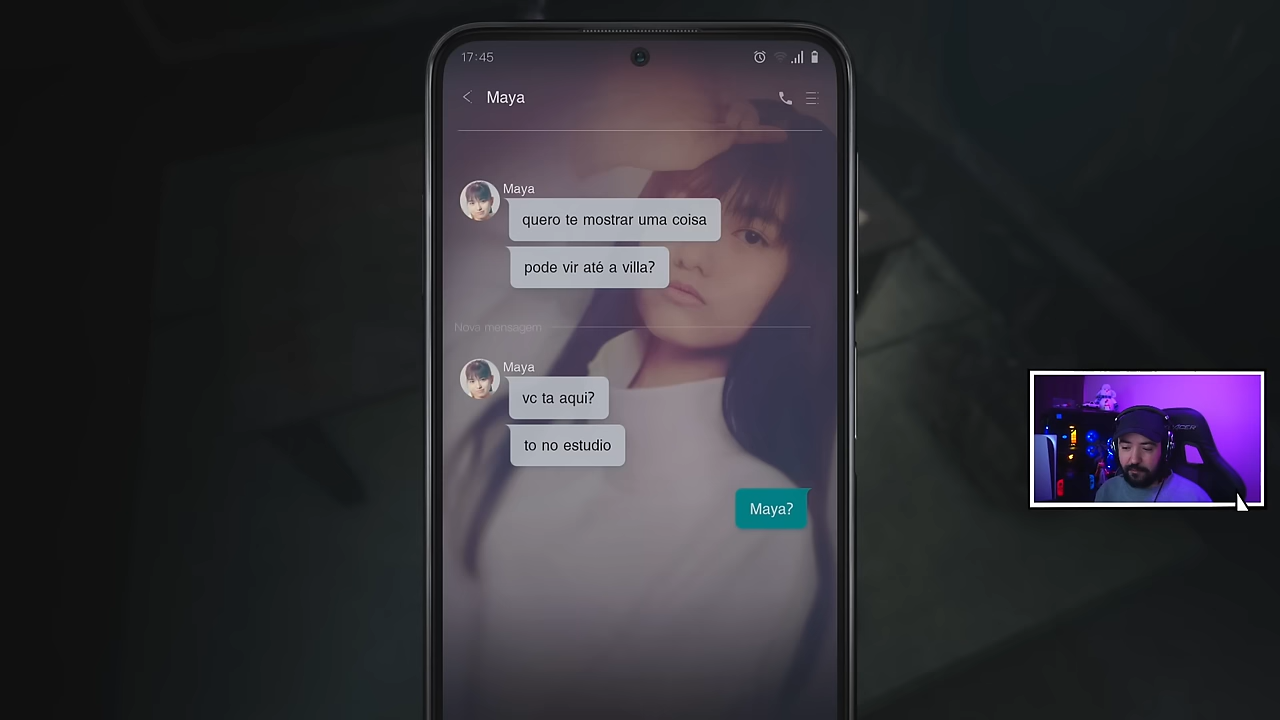 17:45
Maya
Maya
quero te mostrar uma coisa
pode vir até a villa?
Novo mensagem
Maya
vc ta aqui?
to no estudio
Maya?